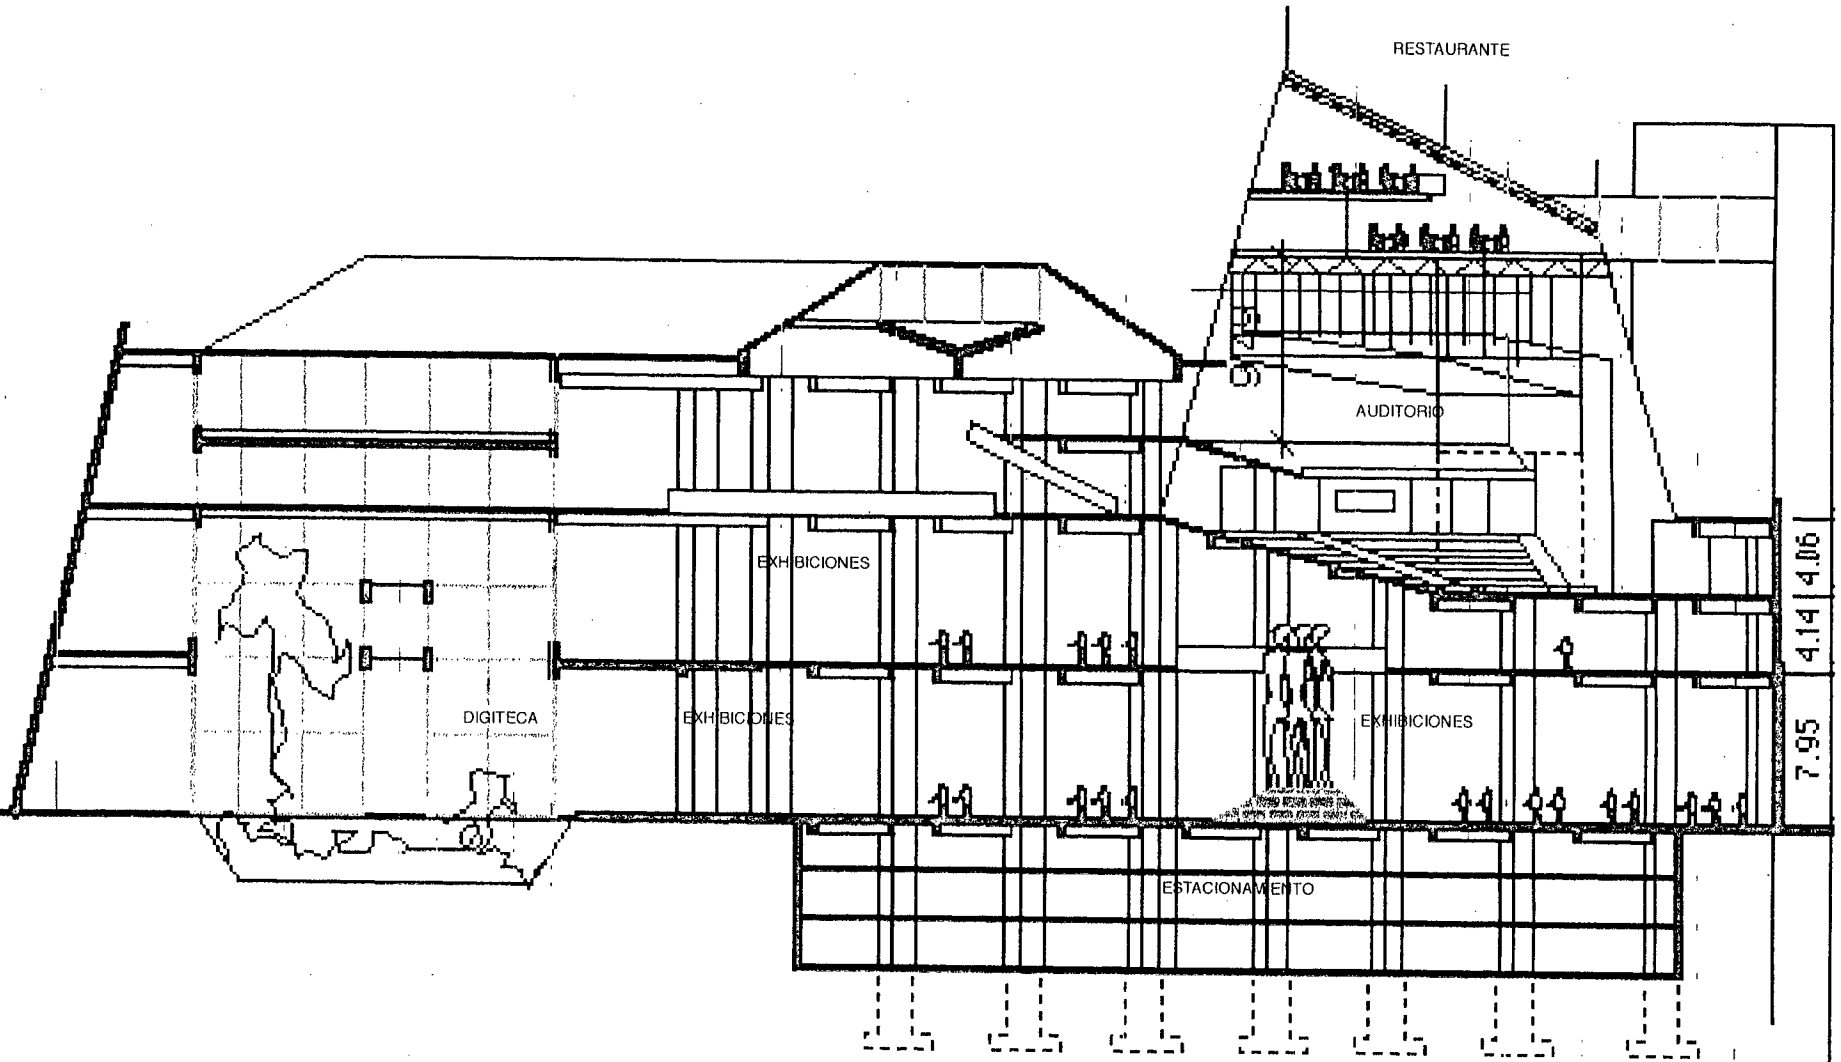 RESTAURANTE
AUDITORIO
EXHIBICIONES
DIGITECA
EXHIBICIONES
EXHIBICIONES
ESTACIONAMIENTO
4.06
4.14
7.95